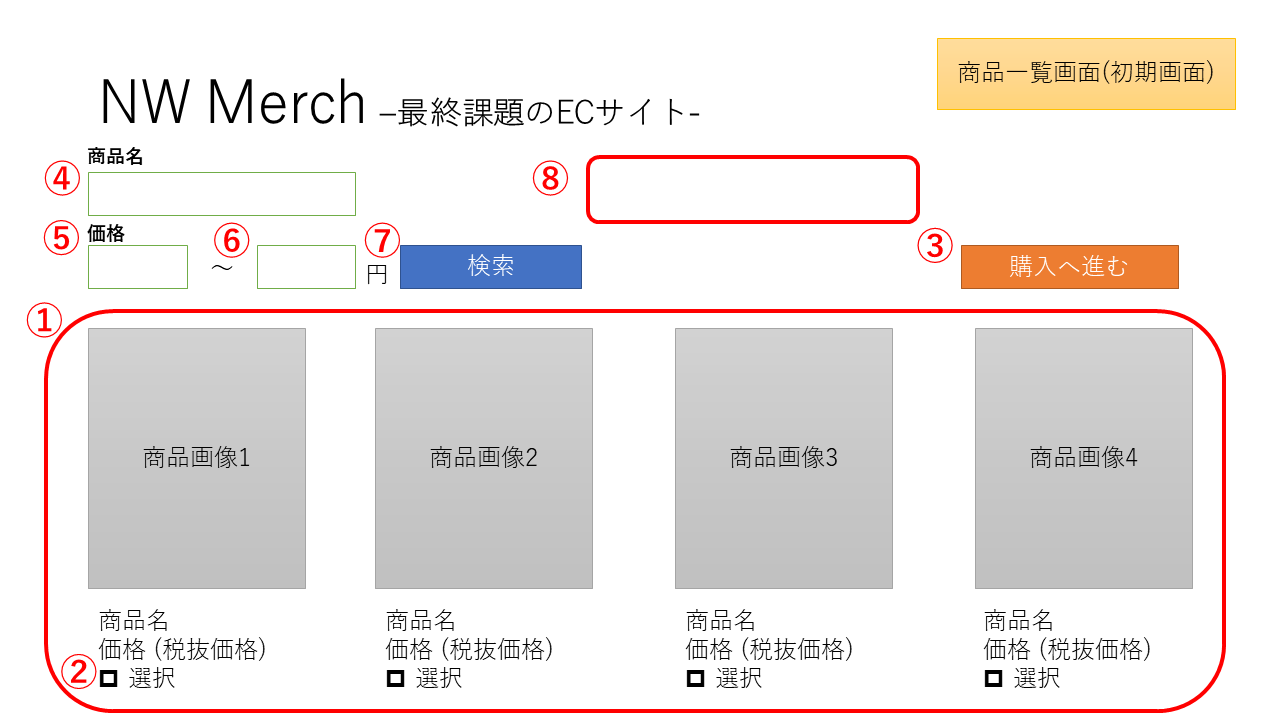 商品一覧画面(初期画面)
NW Merch –最終課題のECサイト-
商品名
④
⑧
⑤ 価格
⑥
⑦
～
円
検索
③ 購入へ進む
①
商品画像1
商品画像2
商品画像3
商品画像4
商品名
価格 (税抜価格)
② 選択
商品名
価格 (税抜価格)
選択
商品名
価格 (税抜価格)
選択
商品名
価格 (税抜価格)
選択